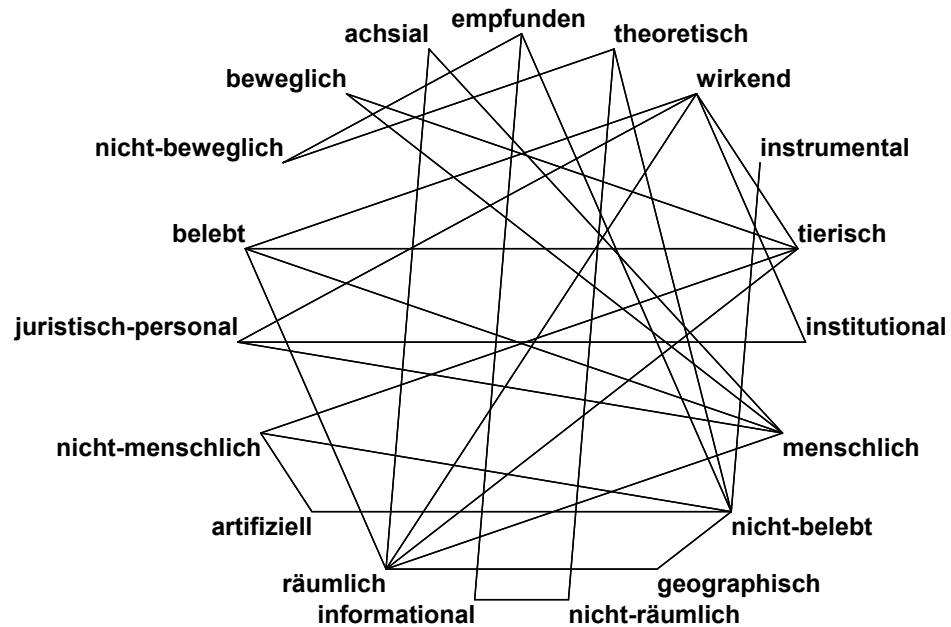 empfunden
achsial
theoretisch
beweglich
wirkend
nicht-beweglich
instrumental
belebt
tierisch
juristisch-personal
institutional
nicht-menschlich
menschlich
artifiziell
nicht-belebt
räumlich
geographisch
informational
nicht-räumlich